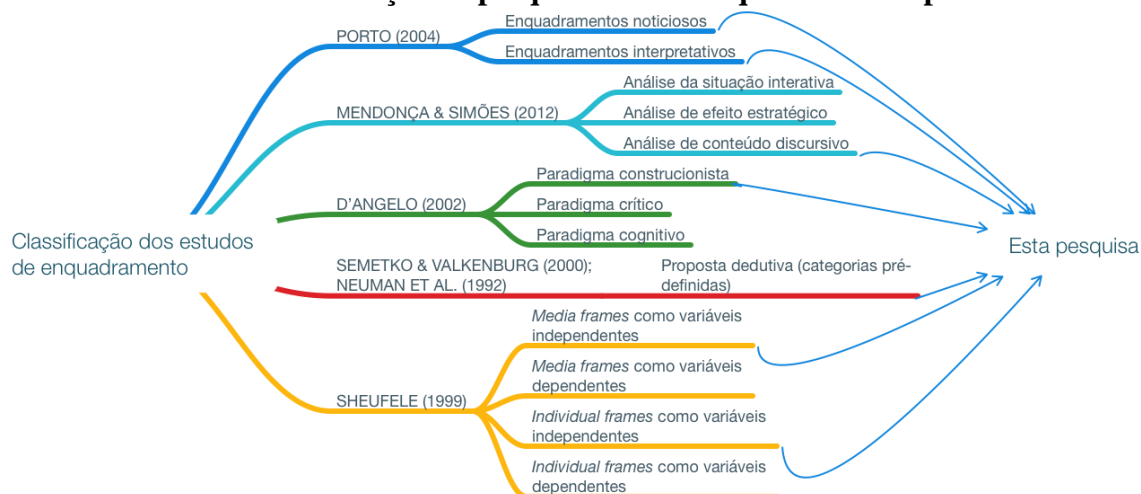 PORTO (2004)
Enquadramentos noticiosos
Enquadramentos interpretativos
MENDONÇA & SIMÕES (2012)
Análise da situação interativa
Análise de efeito estratégico
Análise de conteúdo discursivo
D'ANGELO (2002)
Paradigma construcionista
Paradigma crítico
Paradigma cognitivo
Classificação dos estudos
de enquadramento
SEMETKO & VALKENBURG (2000);
NEUMAN ET AL. (1992)
Proposta dedutiva (categorias pré-
definidas)
SHEUFELE (1999)
Media frames como variáveis
independentes
Media frames como variáveis
dependentes
Individual frames como variáveis
independentes
Individual frames como variáveis
dependentes
Esta pesquisa